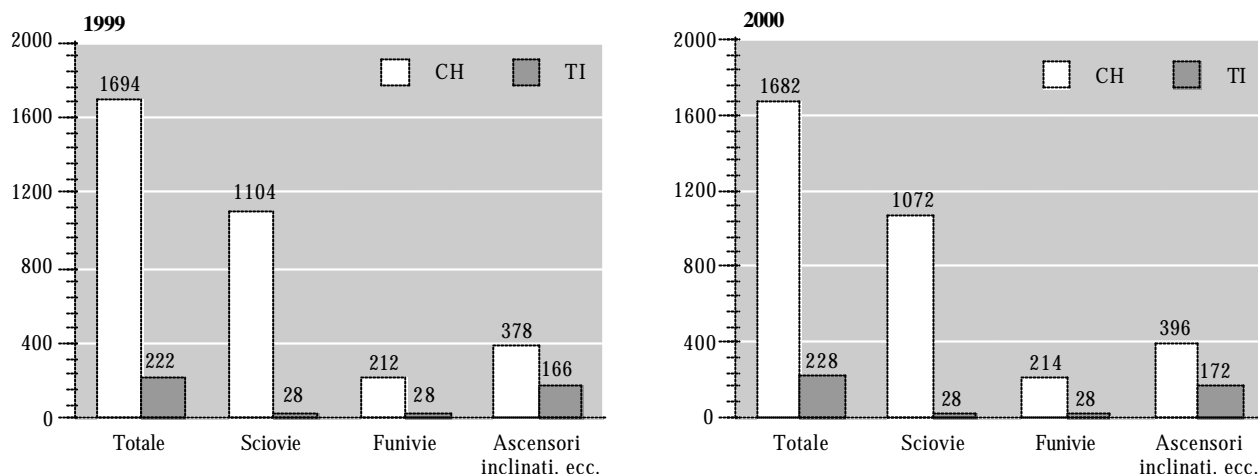 1999
2000
1600
1200
800
400
0
CH
TI
1694
222
1104
28
212
28
378
166
Totale
Sciovie
Funivie
Ascensori
inclinati, ecc.
2000
2000
1600
1200
800
400
0
CH
TI
1682
228
1072
28
214
28
396
172
Totale
Sciovie
Funivie
Ascensori
inclinati, ecc.